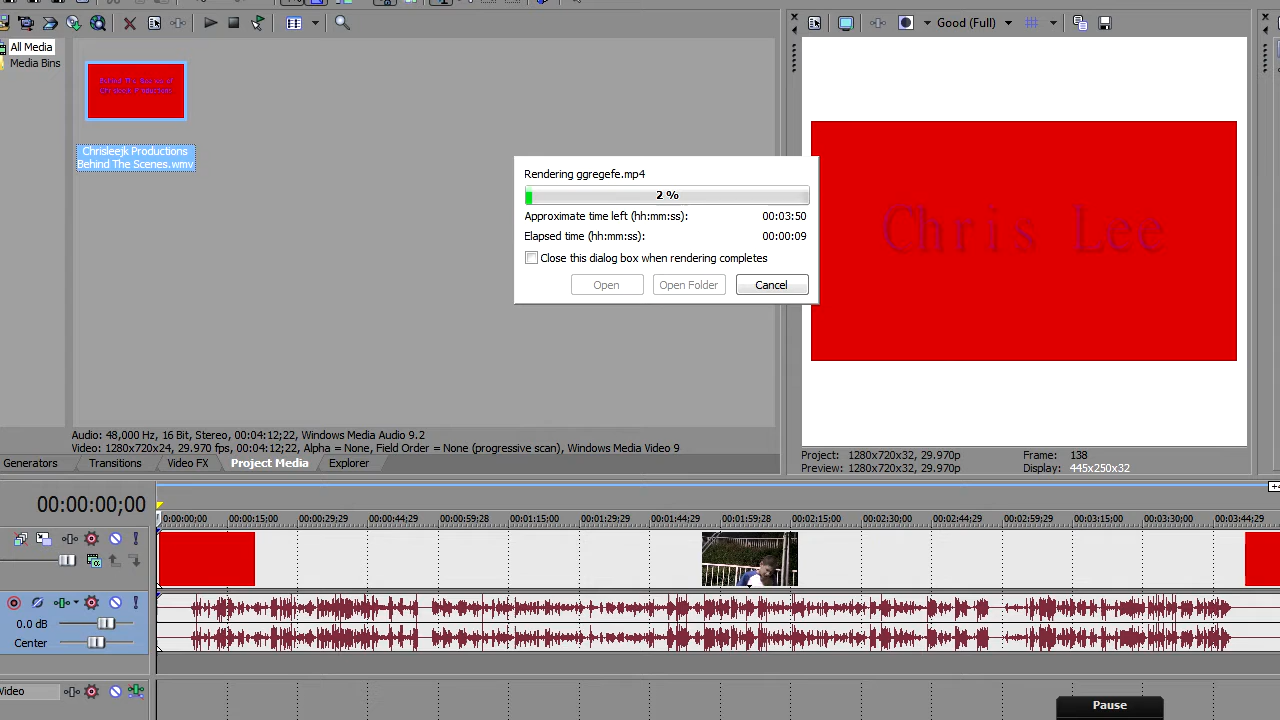 Good (Full)
All Media
Media Bins
Behind The Scenes of
Chrisleejk Productions
Chrisleejk Productions
Behind The Scenes.wmv
Rendering ggregefe.mp4
2 %
Approximate time left (hh:mm:ss): 00:03:50
Elapsed time (hh:mm:ss): 00:00:09
Close this dialog box when rendering completes
Open Open Folder Cancel
Chris Lee
Audio: 48,000 Hz, 16 Bit, Stereo, 00:04:12;22, Windows Media Audio 9.2
Video: 1280x720x24, 29.970 fps, 00:04:12;22, Alpha = None, Field Order = None (progressive scan), Windows Media Video 9
Generators Transitions Video FX Project Media Explorer
Project: 1280x720x32, 29.970p Frame: 138
Preview: 1280x720x32, 29.970p Display: 445x250x32
00:00:00;00
0:00:00;00 00:00:15;00 00:00:29;29 00:00:44;29 00:00:59;28 00:01:15;00 00:01:29;29 00:01:44;29 00:01:59;28 00:02:15;00 00:02:30;00 00:02:44;29 00:02:59;28 00:03:15;00 00:03:30;00 00:03:44;29
0.0 dB
Center
Video
Pause